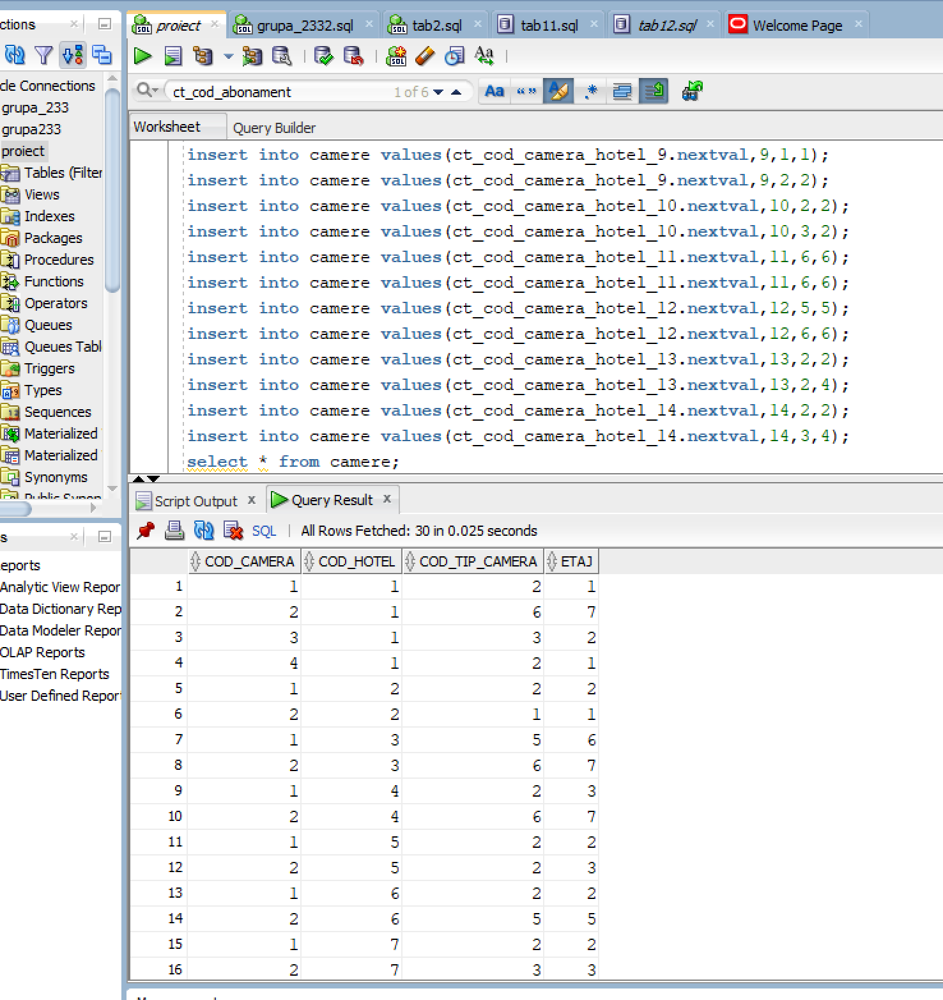 ctions
proiect
grupa_2332.sql
tab2.sql
tab11.sql
tab12.sql
Welcome Page
ct_cod_abonament
1 of 6
cle Connections
grupa_233
grupa233
proiect
Tables (Filter
Views
Indexes
Packages
Procedures
Functions
Operators
Queues
Queues Tabl
Triggers
Types
Sequences
Materialized
Materialized
Synonyms
Public Synon
s
eports
Analytic View Repor
Data Dictionary Rep
Data Modeler Repor
OLAP Reports
TimesTen Reports
User Defined Report
Worksheet
Query Builder
insert into camere values(ct_cod_camera_hotel_9.nextval,9,1,1);
insert into camere values(ct_cod_camera_hotel_9.nextval,9,2,2);
insert into camere values(ct_cod_camera_hotel_10.nextval,10,2,2);
insert into camere values(ct_cod_camera_hotel_10.nextval,10,3,2);
insert into camere values(ct_cod_camera_hotel_11.nextval,11,6,6);
insert into camere values(ct_cod_camera_hotel_11.nextval,11,6,6);
insert into camere values(ct_cod_camera_hotel_12.nextval,12,5,5);
insert into camere values(ct_cod_camera_hotel_12.nextval,12,6,6);
insert into camere values(ct_cod_camera_hotel_13.nextval,13,2,2);
insert into camere values(ct_cod_camera_hotel_13.nextval,13,2,4);
insert into camere values(ct_cod_camera_hotel_14.nextval,14,2,2);
insert into camere values(ct_cod_camera_hotel_14.nextval,14,3,4);
select * from camere;
Script Output
Query Result
SQL | All Rows Fetched: 30 in 0.025 seconds
COD_CAMERA COD_HOTEL COD_TIP_CAMERA ETAJ
1 1 1 2 1
2 2 1 6 7
3 3 1 3 2
4 4 1 2 1
5 1 2 2 2
6 2 2 1 1
7 1 3 5 6
8 2 3 6 7
9 1 4 2 3
10 2 4 6 7
11 1 5 2 2
12 2 5 2 3
13 1 6 2 2
14 2 6 5 5
15 1 7 2 2
16 2 7 3 3